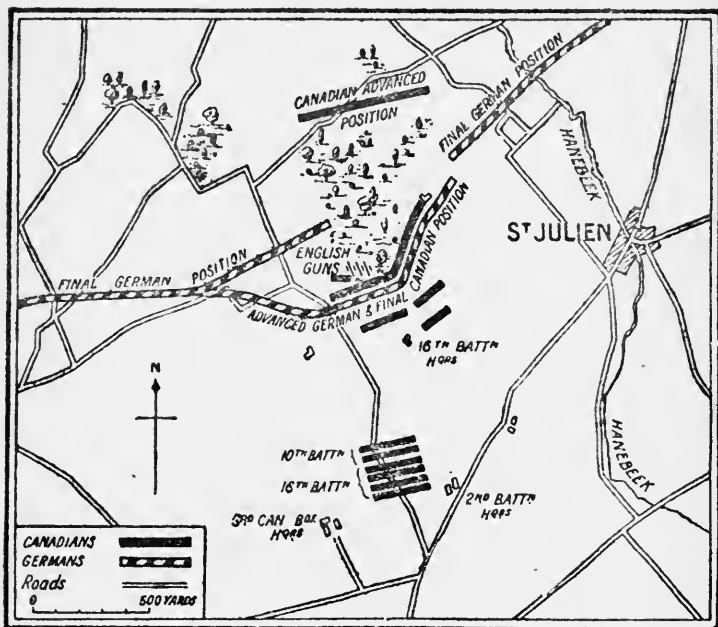 CANADIAN ADVANCED
POSITION
FINAL GERMAN POSITION
HANEBEEK
ST JULIEN
ENGLISH
GUNS
FINAL GERMAN POSITION
ADVANCED GERMAN & FINAL CANADIAN POSITION
16TH BATTN
HQRS
N
10TH BATTN
16TH BATTN
2ND BATTN
HQRS
3RD CAN BDE
HQRS
HANEBEEK
CANADIANS
GERMANS
Roads
0 500 YARDS